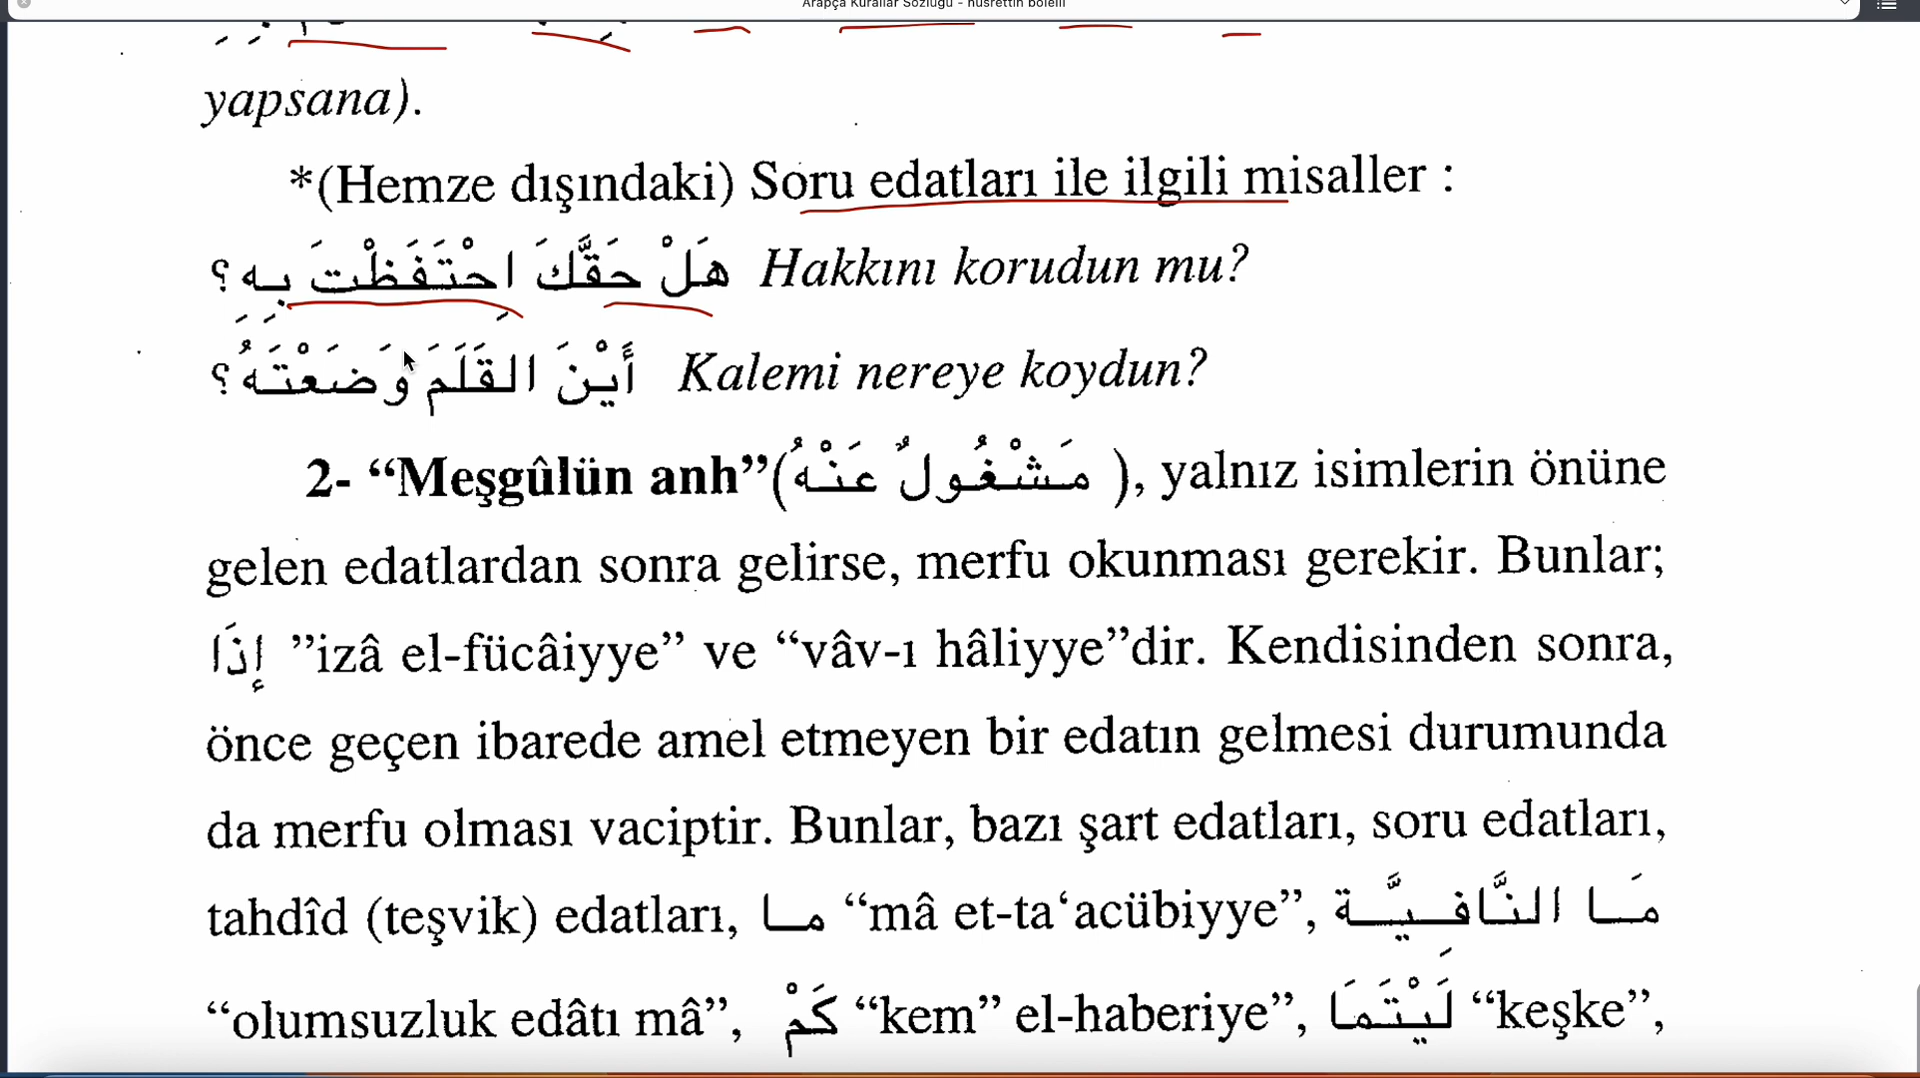 Arapça Kurallar Sözlüğü - nusrettin bolelli
yapsana).
*(Hemze dışındaki) Soru edatları ile ilgili misaller :
هَلْ حَقَّكَ احْتَفَظْتَ بِهِ؟ Hakkını korudun mu?
أَيْنَ القَلَمَ وَضَعْتَهُ؟ Kalemi nereye koydun?
2- “Meşgûlün anh”(مَشْغُولٌ عَنْهُ), yalnız isimlerin önüne
gelen edatlardan sonra gelirse, merfu okunması gerekir. Bunlar;
إِذَا ”izâ el-fücâiyye” ve “vâv-ı hâliyye”dir. Kendisinden sonra,
önce geçen ibarede amel etmeyen bir edatın gelmesi durumunda
da merfu olması vaciptir. Bunlar, bazı şart edatları, soru edatları,
tahdîd (teşvik) edatları, ما “mâ et-ta‘acübiyye”, مَا النَّافِيَّة
“olumsuzluk edâtı mâ”, كَمْ “kem” el-haberiye”, لَيْتَمَا “keşke”,